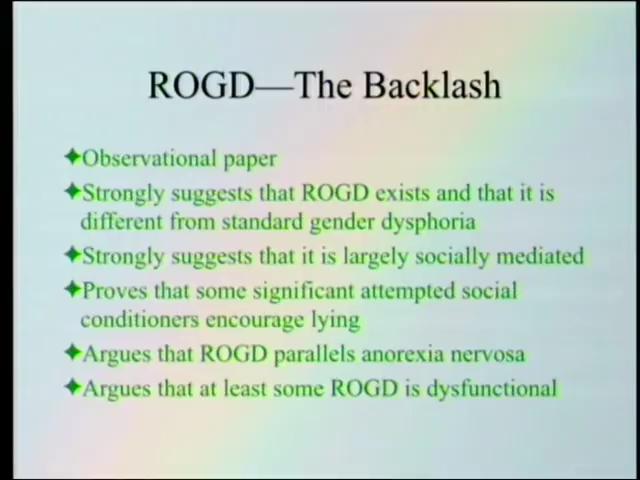 ROGD—The Backlash
✦Observational paper
✦Strongly suggests that ROGD exists and that it is
different from standard gender dysphoria
✦Strongly suggests that it is largely socially mediated
✦Proves that some significant attempted social
conditioners encourage lying
✦Argues that ROGD parallels anorexia nervosa
✦Argues that at least some ROGD is dysfunctional